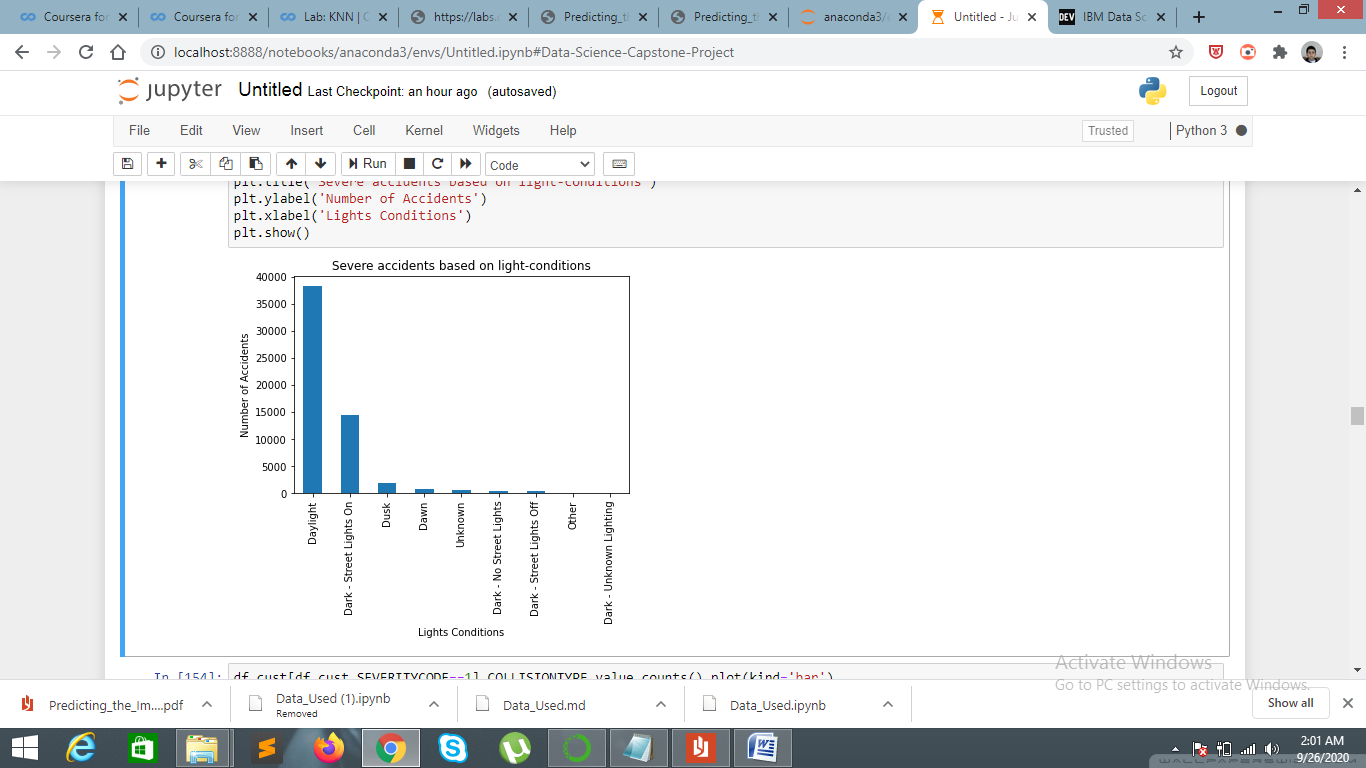 Coursera for
Coursera for
Lab: KNN | C
https://labs.
Predicting_th
Predicting_th
anaconda3/e
Untitled - Ju
DEV
IBM Data Sc
localhost:8888/notebooks/anaconda3/envs/Untitled.ipynb#Data-Science-Capstone-Project
jupyter Untitled Last Checkpoint: an hour ago (autosaved)
Logout
File Edit View Insert Cell Kernel Widgets Help
Trusted
Python 3
Run
Code
plt.title('Severe accidents based on light-conditions')
plt.ylabel('Number of Accidents')
plt.xlabel('Lights Conditions')
plt.show()
Severe accidents based on light-conditions
Number of Accidents
40000
35000
30000
25000
20000
15000
10000
5000
0
Daylight
Dark - Street Lights On
Dusk
Dawn
Unknown
Dark - No Street Lights
Dark - Street Lights Off
Other
Dark - Unknown Lighting
Lights Conditions
In [154]: df_cust[df_cust.SEVERITYCODE==1].COLLISIONTYPE.value_counts().plot(kind='bar')
Activate Windows
Go to PC settings to activate Windows.
Predicting_the_Im....pdf
Data_Used (1).ipynb
Removed
Data_Used.md
Data_Used.ipynb
Show all
2:01 AM
9/26/2020